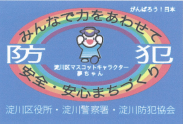 がんばろう!日本
みんなで力をあわせて
防犯
淀川区マスコットキャラクター
夢ちゃん
安全・安心まちづくり
淀川区役所・淀川警察署・淀川防犯協会